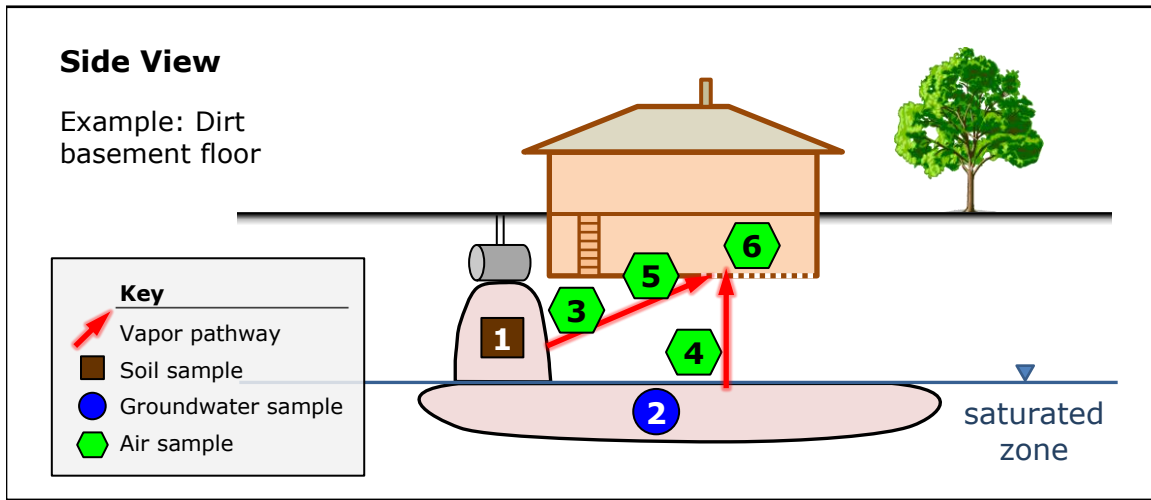 Side View
Example: Dirt
basement floor
6
5
3
1
4
2
Key
Vapor pathway
Soil sample
Groundwater sample
Air sample
saturated
zone